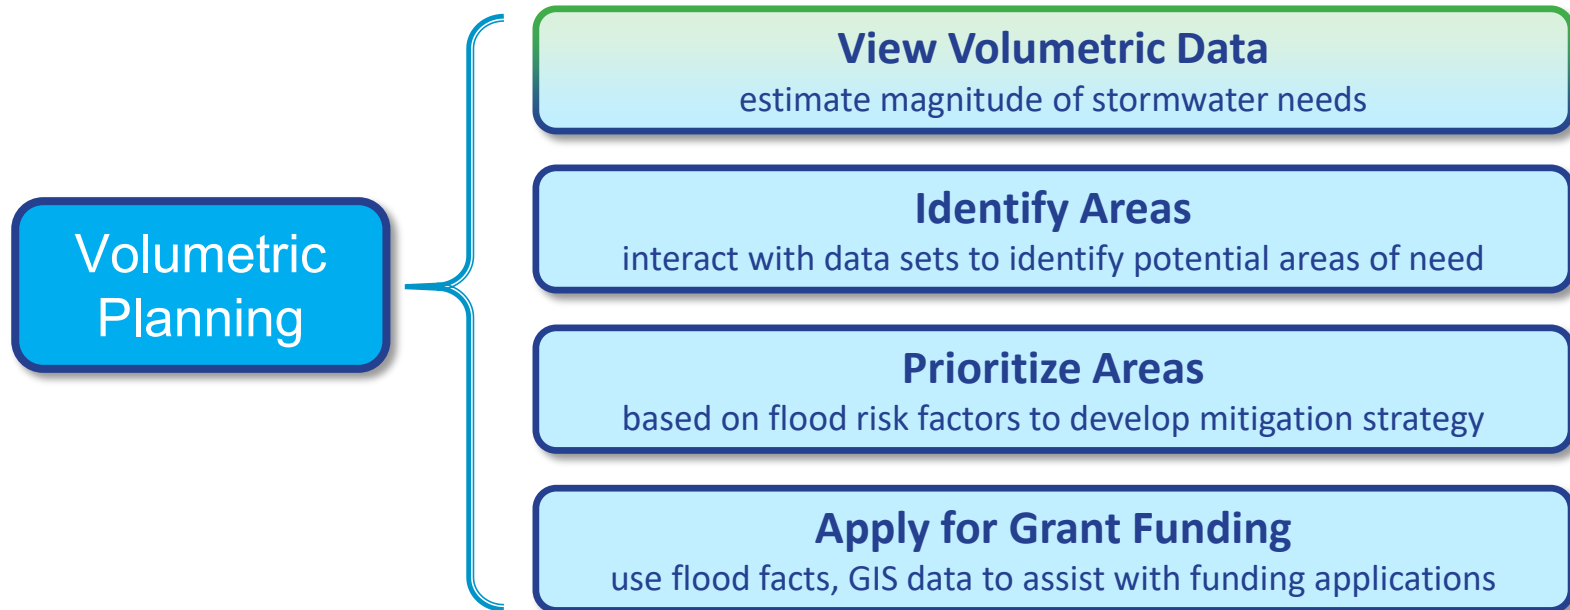 Volumetric
Planning
View Volumetric Data
estimate magnitude of stormwater needs
Identify Areas
interact with data sets to identify potential areas of need
Prioritize Areas
based on flood risk factors to develop mitigation strategy
Apply for Grant Funding
use flood facts, GIS data to assist with funding applications